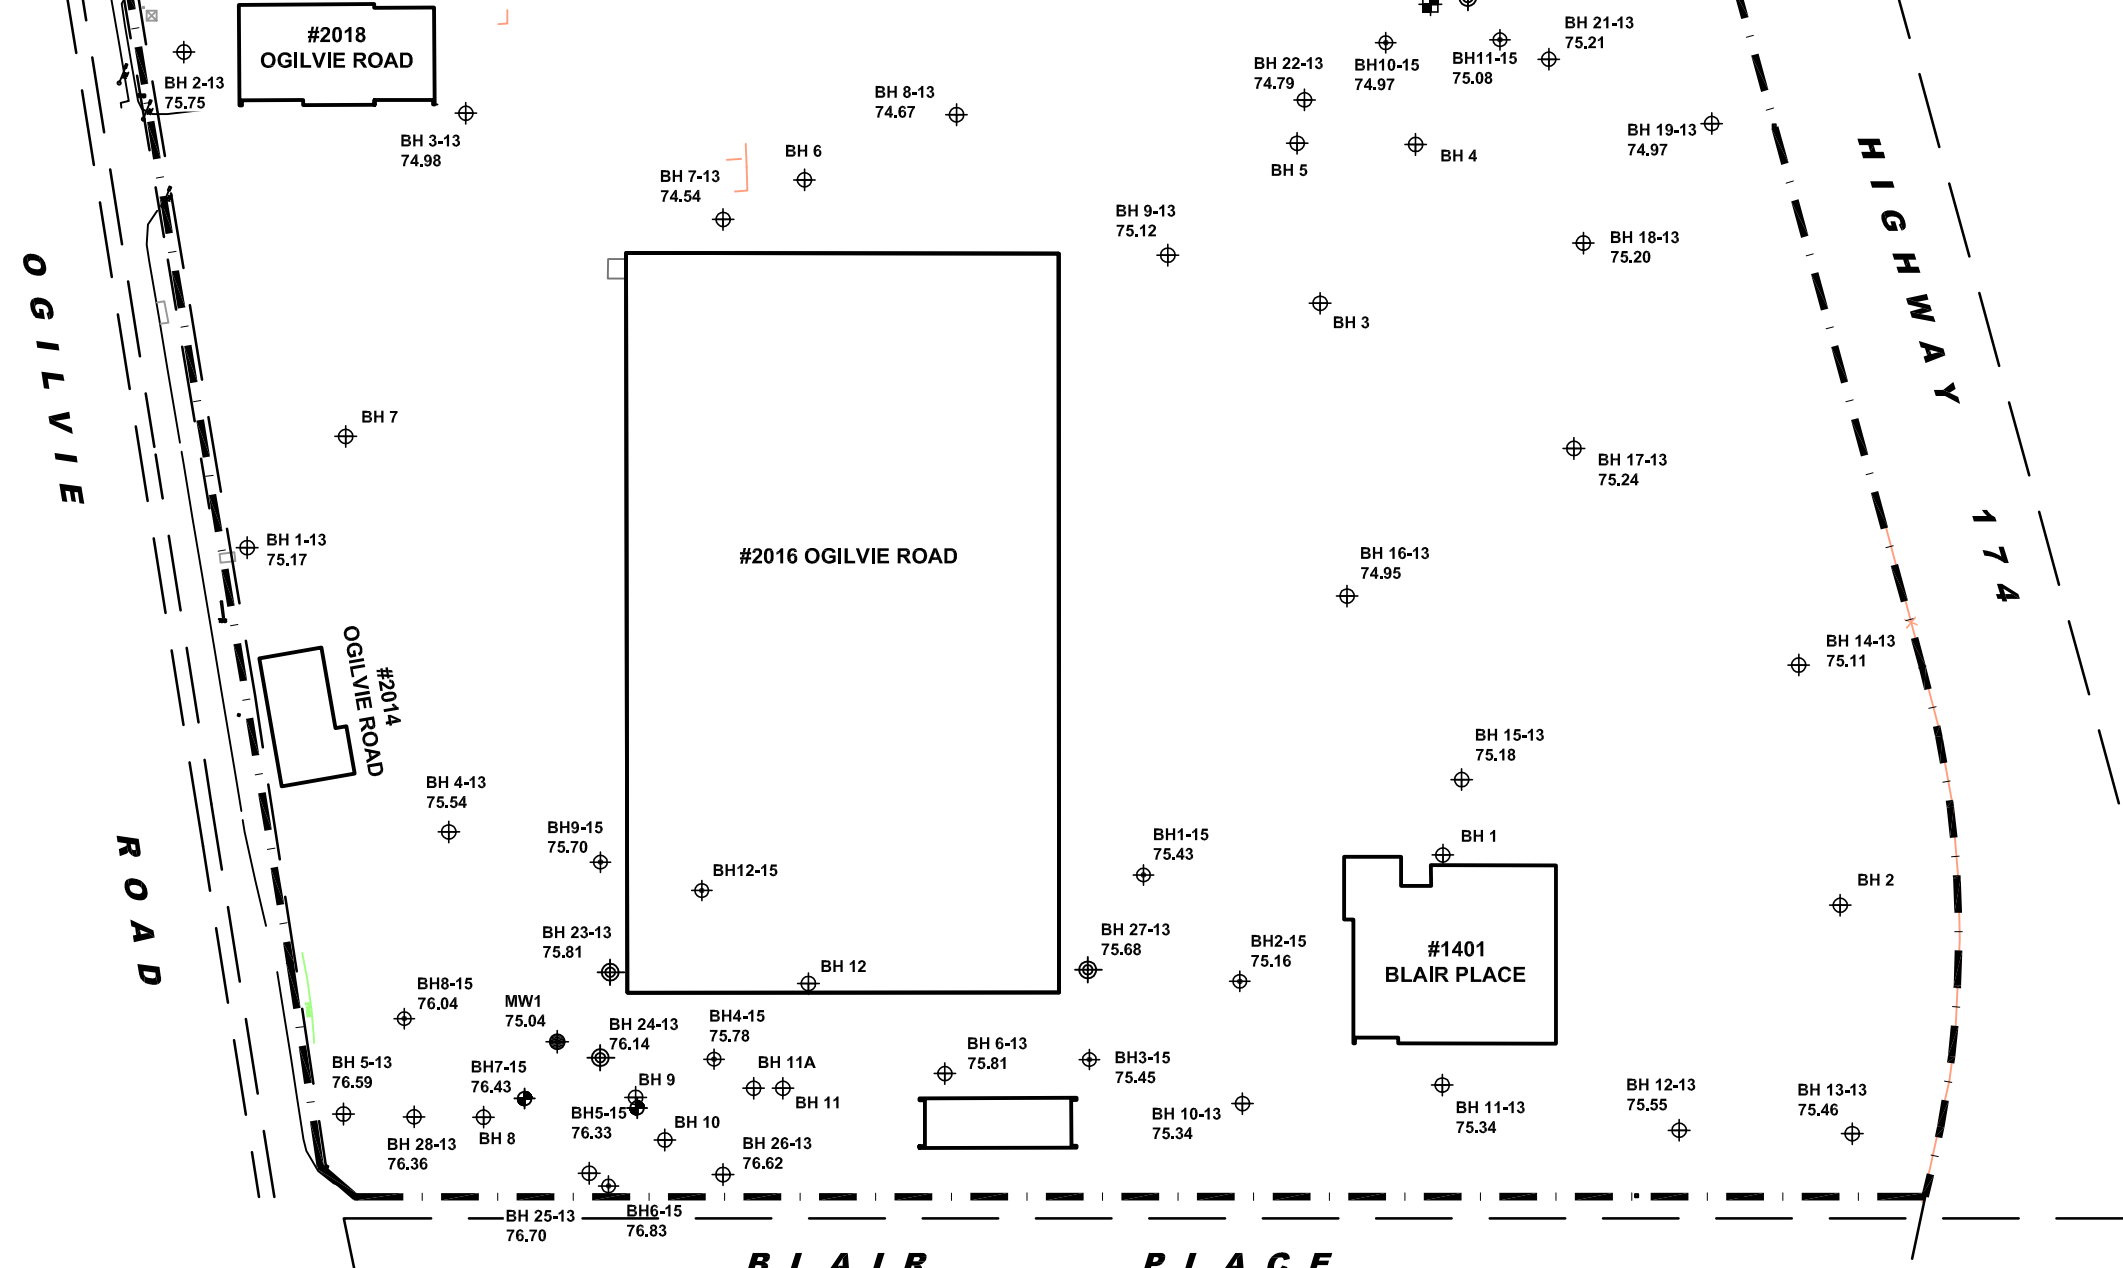 #2018
OGILVIE ROAD
BH 2-13
75.75
BH 3-13
74.98
BH 8-13
74.67
BH 22-13
74.79
BH10-15
74.97
BH11-15
75.08
BH 21-13
75.21
BH 19-13
74.97
BH 6
BH 7-13
74.54
BH 5
BH 4
BH 9-13
75.12
BH 18-13
75.20
BH 3
HIGHWAY 174
OGILVIE ROAD
BH 7
BH 17-13
75.24
BH 1-13
75.17
#2016 OGILVIE ROAD
BH 16-13
74.95
#2014
OGILVIE ROAD
BH 14-13
75.11
BH 15-13
75.18
BH 4-13
75.54
BH9-15
75.70
BH1-15
75.43
BH 1
BH12-15
BH 2
BH 23-13
75.81
BH 27-13
75.68
BH2-15
75.16
#1401
BLAIR PLACE
BH 12
BH8-15
76.04
MW1
75.04
BH 24-13
76.14
BH4-15
75.78
BH 6-13
75.81
BH3-15
75.45
BH 5-13
76.59
BH7-15
76.43
BH 9
BH 11A
BH 11
BH 12-13
75.55
BH 13-13
75.46
BH5-15
76.33
BH 10
BH 10-13
75.34
BH 11-13
75.34
BH 28-13
76.36
BH 8
BH 26-13
76.62
BH 25-13
76.70
BH6-15
76.83
BLAIR PLACE